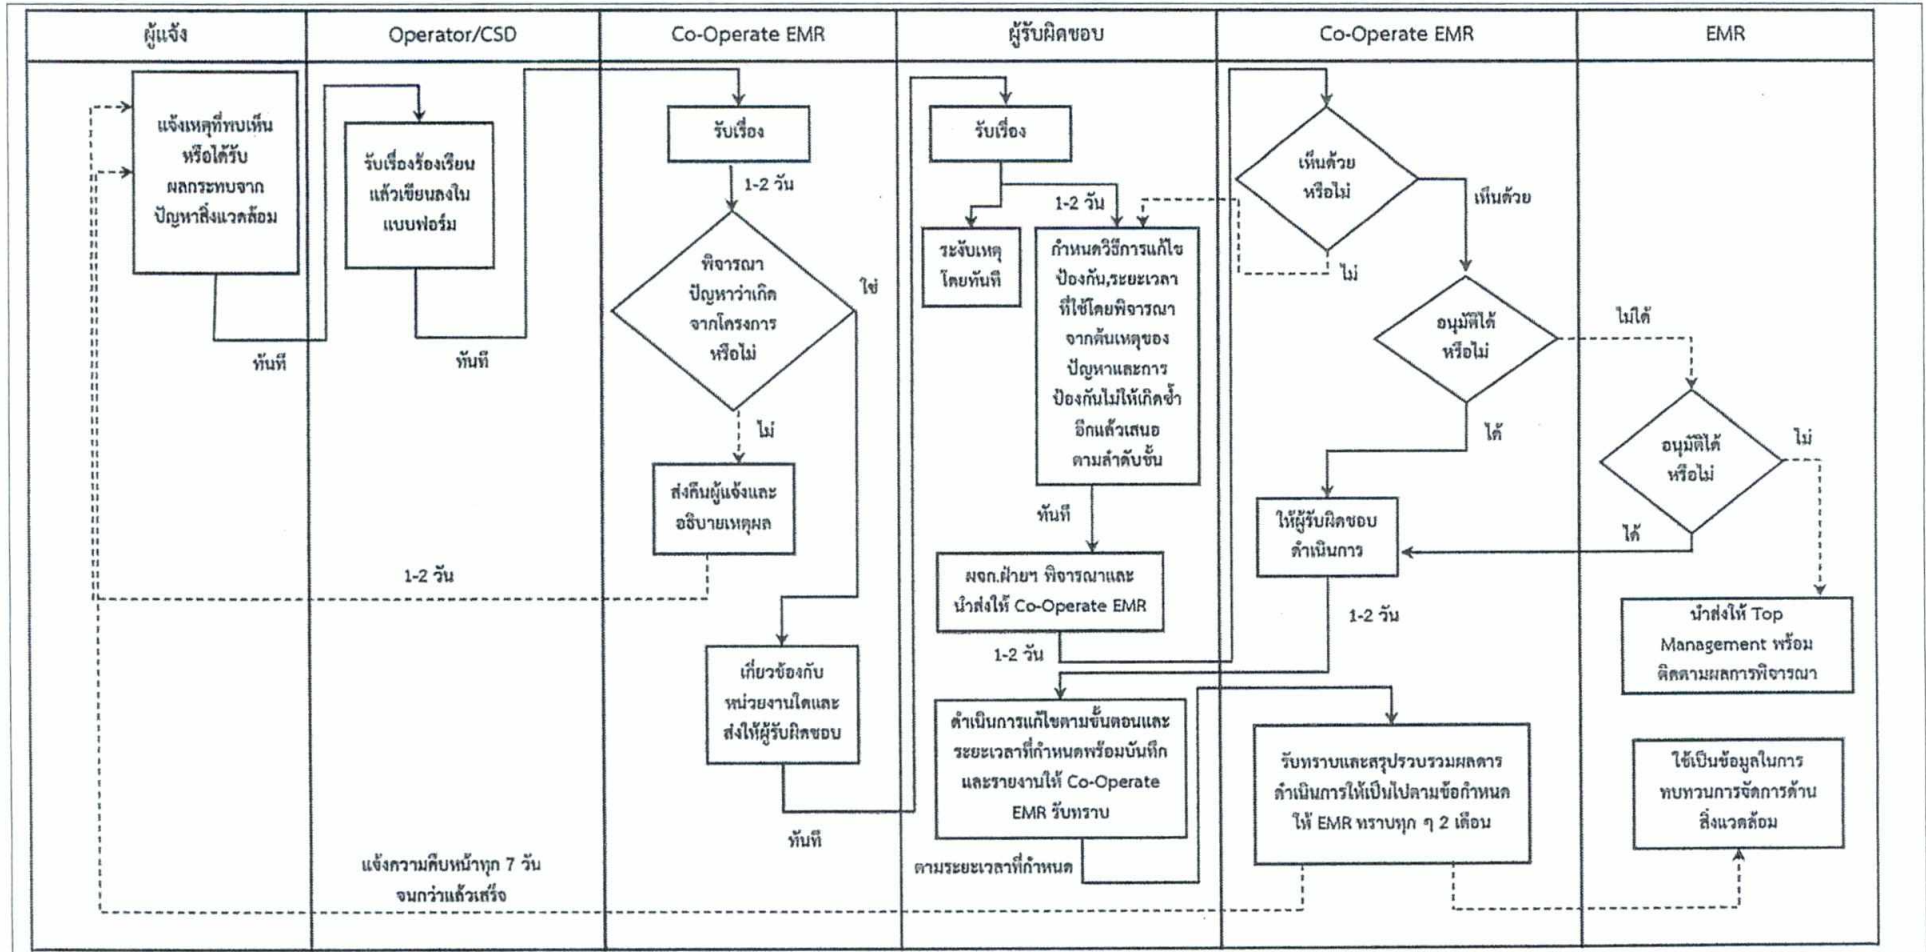 ผู้แจ้ง
Operator/CSD
Co-Operate EMR
ผู้รับผิดชอบ
Co-Operate EMR
EMR
แจ้งเหตุที่พบเห็น
หรือได้รับ
ผลกระทบจาก
ปัญหาสิ่งแวดล้อม
ทันที
รับเรื่องร้องเรียน
แล้วเขียนลงใน
แบบฟอร์ม
ทันที
รับเรื่อง
1-2 วัน
พิจารณา
ปัญหาว่าเกิด
จากโครงการ
หรือไม่
ใช่
ไม่
ส่งคืนผู้แจ้งและ
อธิบายเหตุผล
1-2 วัน
เกี่ยวข้องกับ
หน่วยงานใดและ
ส่งให้ผู้รับผิดชอบ
ทันที
รับเรื่อง
1-2 วัน
ระงับเหตุ
โดยทันที
กำหนดวิธีการแก้ไข
ป้องกัน,ระยะเวลา
ที่ใช้โดยพิจารณา
จากต้นเหตุของ
ปัญหาและการ
ป้องกันไม่ให้เกิดซ้ำ
อีกแล้วเสนอ
ตามลำดับชั้น
ทันที
ผจก.ฝ่ายฯ พิจารณาและ
นำส่งให้ Co-Operate EMR
1-2 วัน
เห็นด้วย
หรือไม่
เห็นด้วย
ไม่
อนุมัติได้
หรือไม่
ไม่ได้
ได้
อนุมัติได้
หรือไม่
ไม่
ได้
ให้ผู้รับผิดชอบ
ดำเนินการ
1-2 วัน
นำส่งให้ Top
Management พร้อม
ติดตามผลการพิจารณา
ดำเนินการแก้ไขตามขั้นตอนและ
ระยะเวลาที่กำหนดพร้อมบันทึก
และรายงานให้ Co-Operate
EMR รับทราบ
ตามระยะเวลาที่กำหนด
รับทราบและสรุปรวบรวมผลการ
ดำเนินการให้เป็นไปตามข้อกำหนด
ให้ EMR ทราบทุก ๆ 2 เดือน
ใช้เป็นข้อมูลในการ
ทบทวนการจัดการด้าน
สิ่งแวดล้อม
แจ้งความคืบหน้าทุก 7 วัน
จนกว่าแล้วเสร็จ